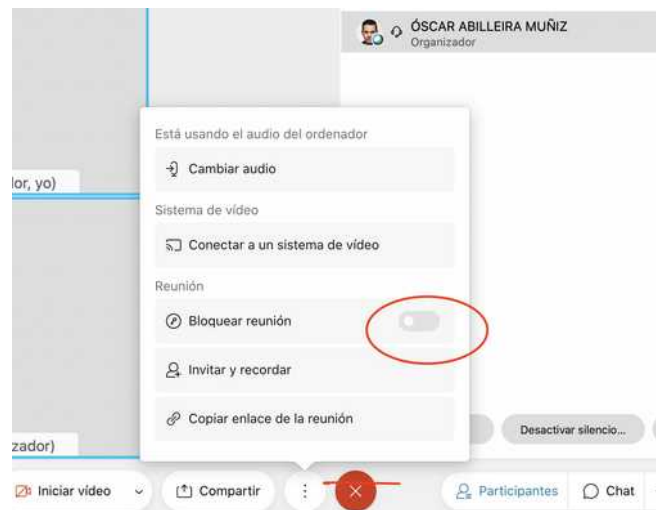 ÓSCAR ABILLEIRA MUÑIZ
Organizador
Está usando el audio del ordenador
Cambiar audio
lor, yo)
Sistema de vídeo
Conectar a un sistema de vídeo
Reunión
Bloquear reunión
Invitar y recordar
Copiar enlace de la reunión
Desactivar silencio...
zador)
Iniciar vídeo
Compartir
Participantes
Chat